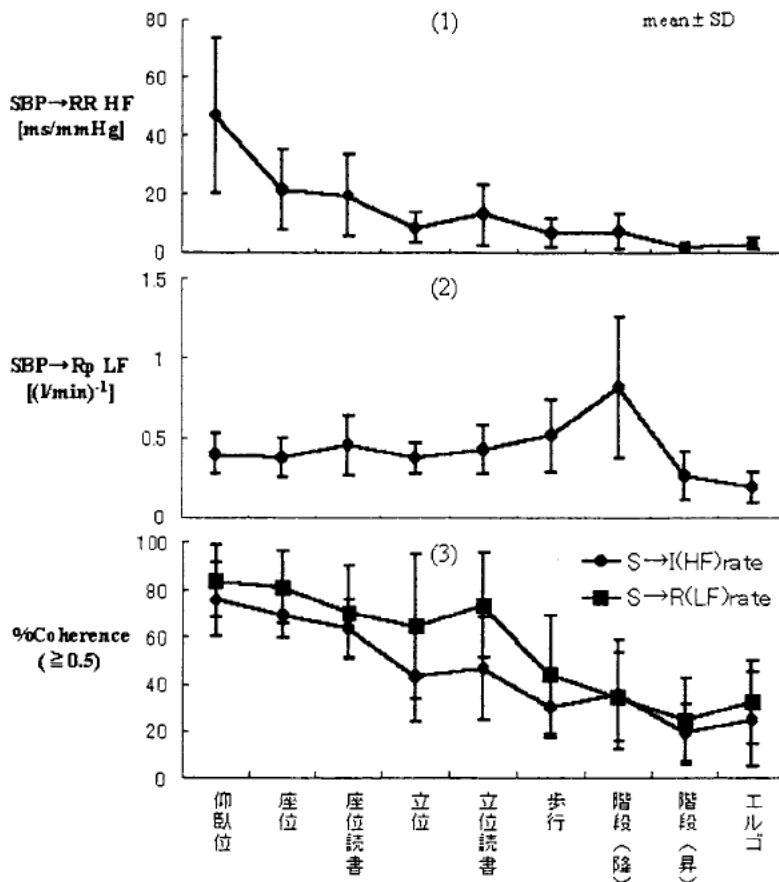 (1)
mean± SD
80
60
40
20
0
SBP→RR HF
[ms/mmHg]
(2)
1.5
1
0.5
0
SBP→Rp LF
[(l/min)-1]
(3)
100
80
60
40
20
0
%Coherence
(≧0.5)
S→I(HF)rate
S→R(LF)rate
仰臥位
座位
座位読書
立位
立位読書
歩行
階段(降)
階段(昇)
エルゴ